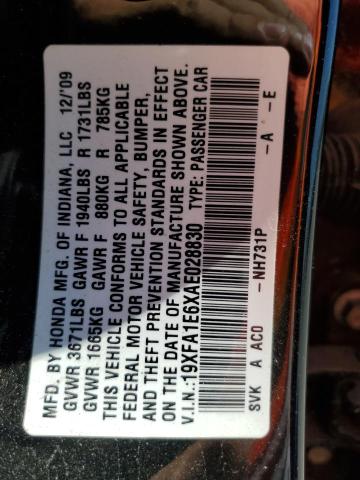 MFD. BY HONDA MFG. OF INDIANA, LLC 12/'09
GVWR 3671LBS GAWR F 1940LBS R 1731LBS
GVWR 1665KG GAWR F 880KG R 785KG
THIS VEHICLE CONFORMS TO ALL APPLICABLE
FEDERAL MOTOR VEHICLE SAFETY, BUMPER,
AND THEFT PREVENTION STANDARDS IN EFFECT
ON THE DATE OF MANUFACTURE SHOWN ABOVE.
V.I.N.: 19XFA1E6XAE028830 TYPE: PASSENGER CAR
SVK A AC0 -NH731P -A -E